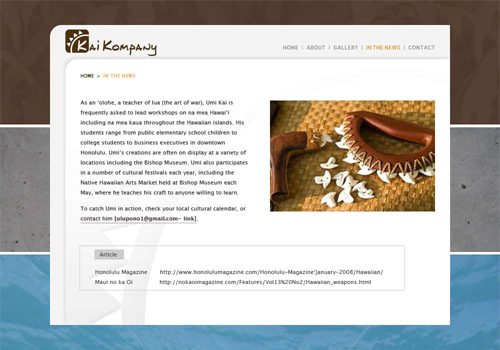 Kai Kompany
HOME | ABOUT | GALLERY | IN THE NEWS | CONTACT
HOME > IN THE NEWS
As an 'olohe, a teacher of lua (the art of war), Umi Kai is
frequently asked to lead workshops on na mea Hawai'i
including na mea kaua throughout the Hawaiian islands. His
students range from public elementary school children to
college students to business executives in downtown
Honolulu. Umi's creations are often on display at a variety of
locations including the Bishop Museum. Umi also participates
in a number of cultural festivals each year, including the
Native Hawaiian Arts Market held at Bishop Museum each
May, where he teaches his craft to anyone willing to learn.
To catch Umi in action, check your local cultural calendar, or
contact him [ulupono1@gmail.com- link].
Article
Honolulu Magazine http://www.honolulumagazine.com/Honolulu-Magazine'January-2008/Hawaiian/
Maui no ka Oi http://nokaoimagazine.com/Features/Vol13%20No2/Hawaiian_weapons.html